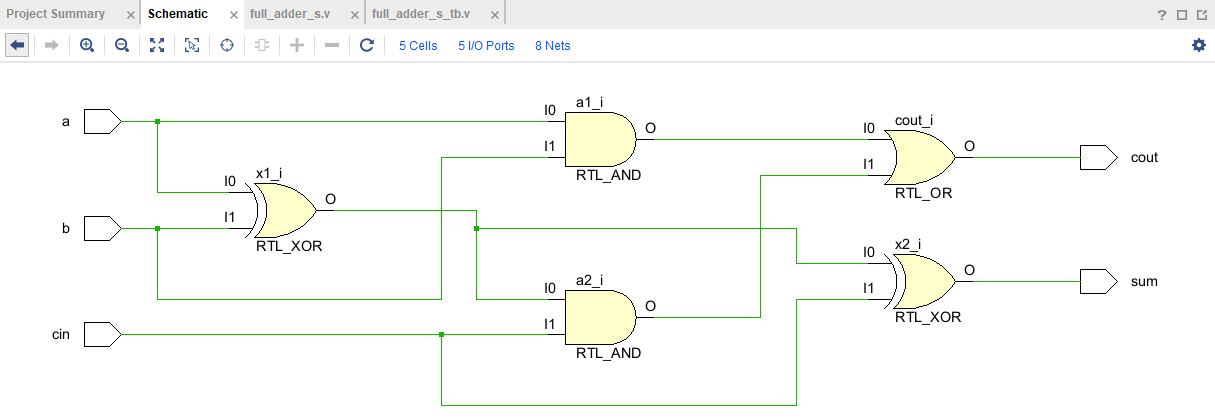 Project Summary × Schematic × full_adder_s.v × full_adder_s_tb.v ×
?
5 Cells 5 I/O Ports 8 Nets
a
b
cin
I0
I1
x1_i
O
RTL_XOR
I0
I1
a1_i
O
RTL_AND
I0
I1
a2_i
O
RTL_AND
I0
I1
cout_i
O
RTL_OR
cout
I0
I1
x2_i
O
RTL_XOR
sum